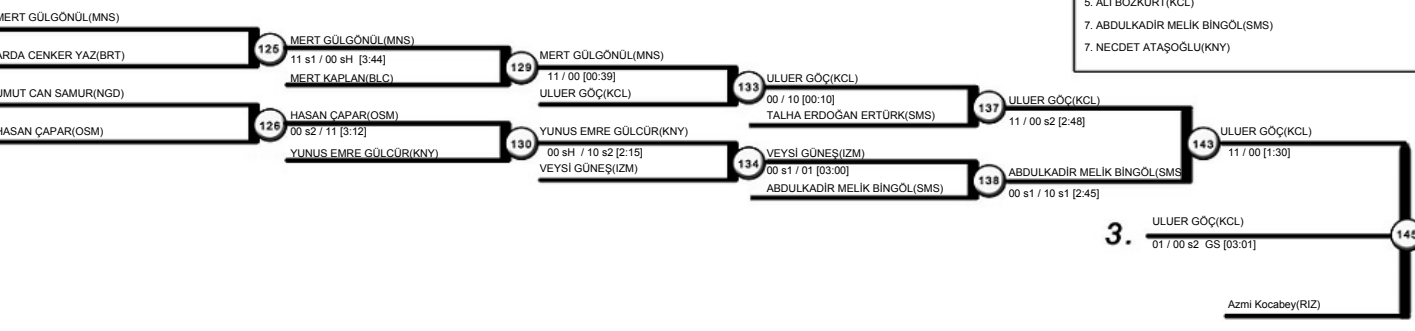 5. ALİ BOZKURT(KCL)
7. ABDULKADİR MELİK BİNGÖL(SMS)
7. NECDET ATAŞOĞLU(KNY)
MERT GÜLGÖNÜL(MNS)
ARDA CENKER YAZ(BRT)
125
UMUT CAN SAMUR(NGD)
HASAN ÇAPAR(OSM)
126
MERT GÜLGÖNÜL(MNS)
11 s1 / 00 sH [3:44]
MERT KAPLAN(BLC)
129
HASAN ÇAPAR(OSM)
00 s2 / 11 [3:12]
YUNUS EMRE GÜLCÜR(KNY)
130
MERT GÜLGÖNÜL(MNS)
11 / 00 [00:39]
ULUER GÖÇ(KCL)
133
YUNUS EMRE GÜLCÜR(KNY)
00 sH / 10 s2 [2:15]
VEYSİ GÜNEŞ(IZM)
134
ULUER GÖÇ(KCL)
00 / 10 [00:10]
TALHA ERDOĞAN ERTÜRK(SMS)
137
VEYSİ GÜNEŞ(IZM)
00 s1 / 01 [03:00]
ABDULKADİR MELİK BİNGÖL(SMS)
138
ULUER GÖÇ(KCL)
11 / 00 s2 [2:48]
ABDULKADİR MELİK BİNGÖL(SMS
00 s1 / 10 s1 [2:45]
143
ULUER GÖÇ(KCL)
11 / 00 [1:30]
3.
ULUER GÖÇ(KCL)
01 / 00 s2 GS [03:01]
145
Azmi Kocabey(RIZ)